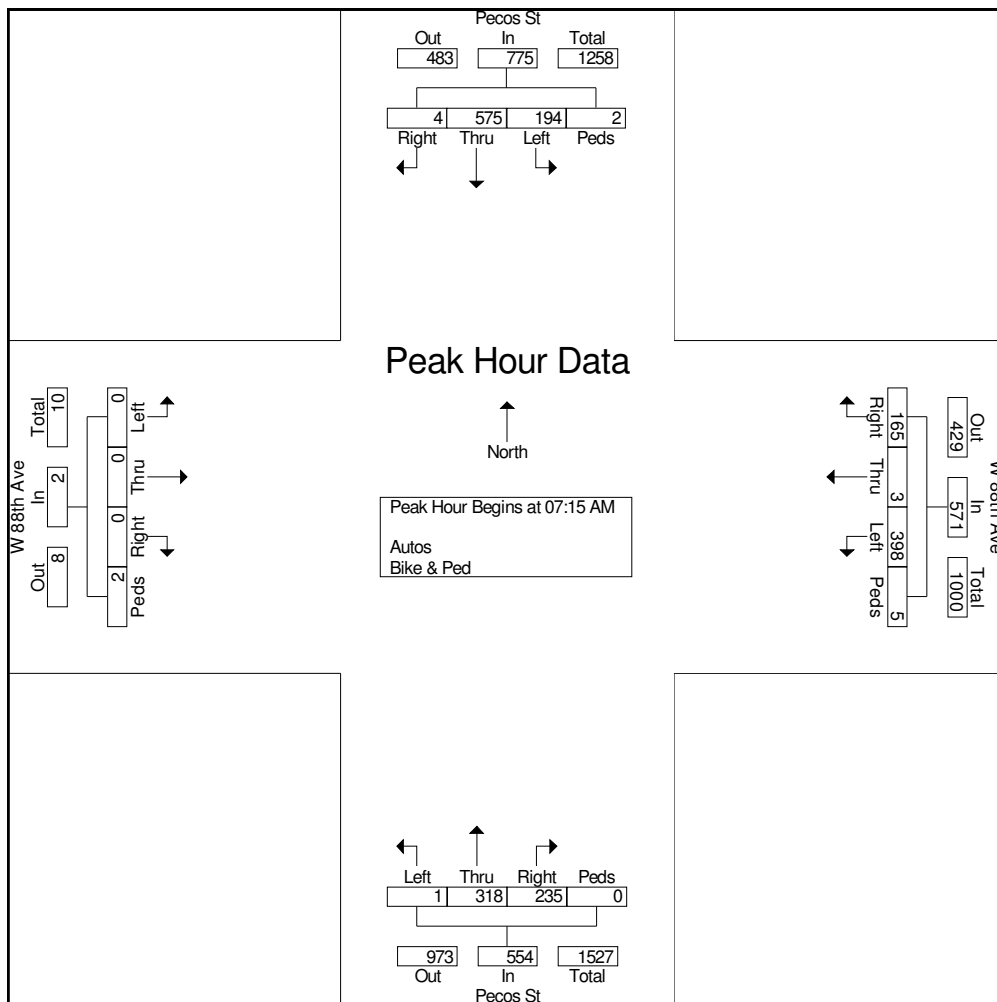 Pecos St
Out In Total
483 775 1258
4 575 194 2
Right Thru Left Peds
Peak Hour Data
North
Peak Hour Begins at 07:15 AM
Autos
Bike & Ped
W 88th Ave
Out In Total
8 2 10
Left Thru Right Peds
0 0 0 2
W 88th Ave
Out In Total
429 571 1000
165 3 398 5
Right Thru Left Peds
Left Thru Right Peds
1 318 235 0
973 554 1527
Out In Total
Pecos St